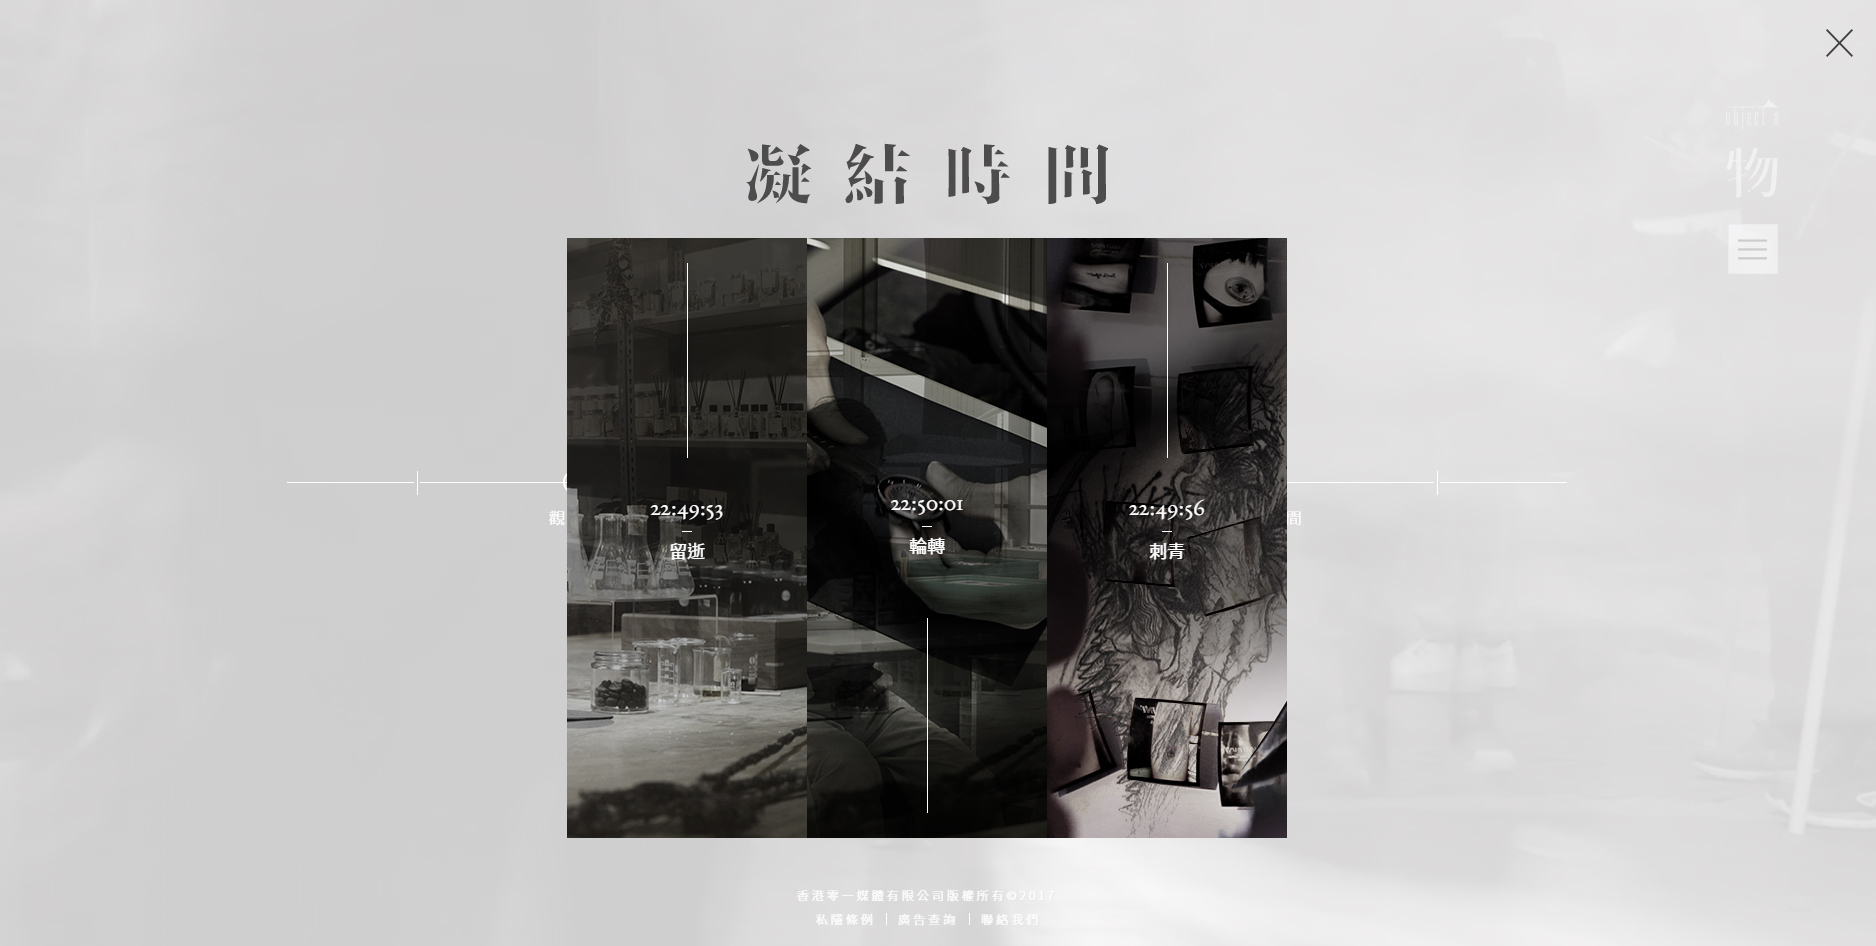 object a
物
凝結時間
22:49:53
留逝
22:50:01
輪轉
22:49:56
刺青
觀
間
香港零一媒體有限公司版權所有©2017
私隱條例 | 廣告查詢 | 聯絡我們